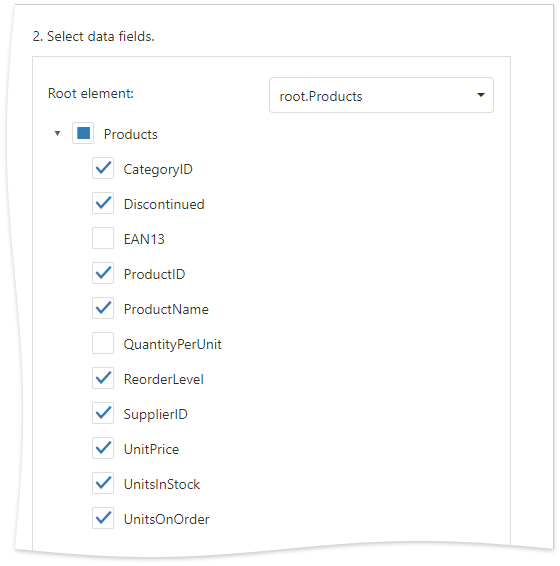 2. Select data fields.
Root element:
root.Products
Products
CategoryID
Discontinued
EAN13
ProductID
ProductName
QuantityPerUnit
ReorderLevel
SupplierID
UnitPrice
UnitsInStock
UnitsOnOrder